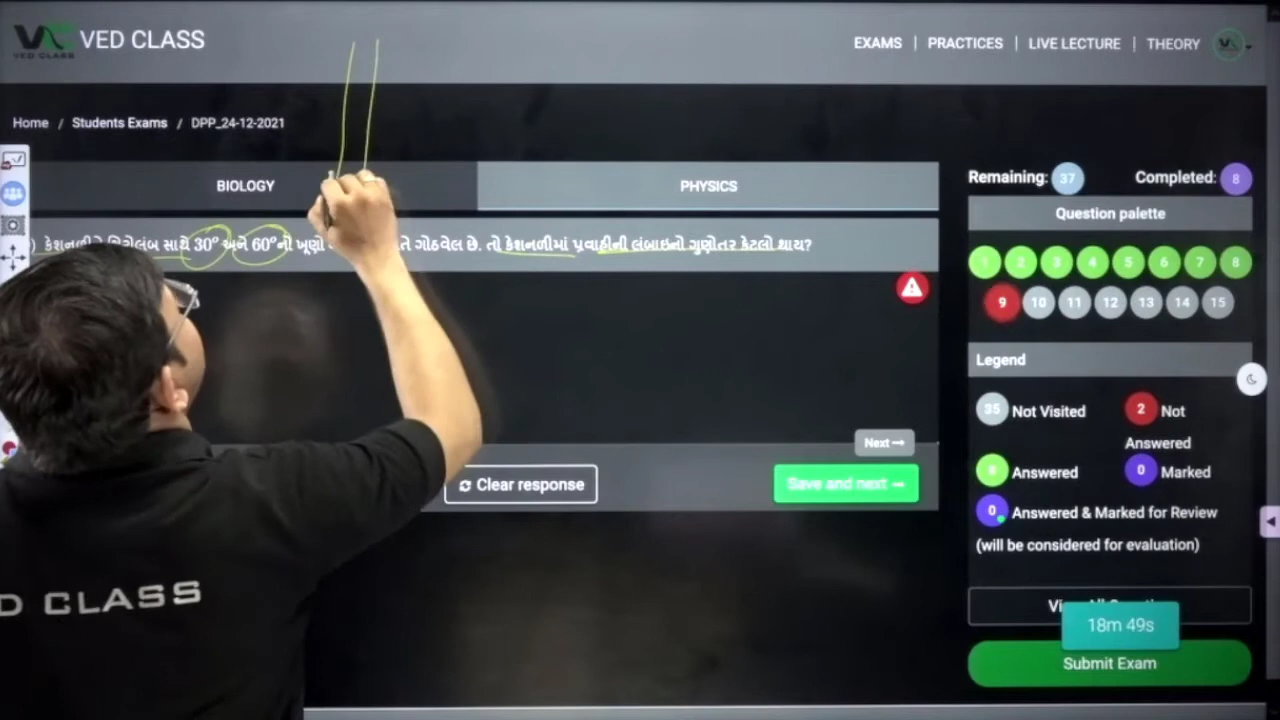 VED CLASS
VED CLASS
EXAMS | PRACTICES | LIVE LECTURE | THEORY
Home / Students Exams / DPP_24-12-2021
BIOLOGY
PHYSICS
) કેશનળીને શિરોલંબ સાથે 30° અને 60°ની ખૂણો તે ગોઠવેલ છે. તો કેશનળીમાં પ્રવાહીની લંબાઇનો ગુણોતર કેટલો થાય?
Next→
Clear response
Save and next →
Remaining: 37
Completed: 8
Question palette
1 2 3 4 5 6 7 8
9 10 11 12 13 14 15
Legend
35 Not Visited
2 Not Answered
8 Answered
0 Marked
0 Answered & Marked for Review
(will be considered for evaluation)
18m 49s
Submit Exam
D CLASS